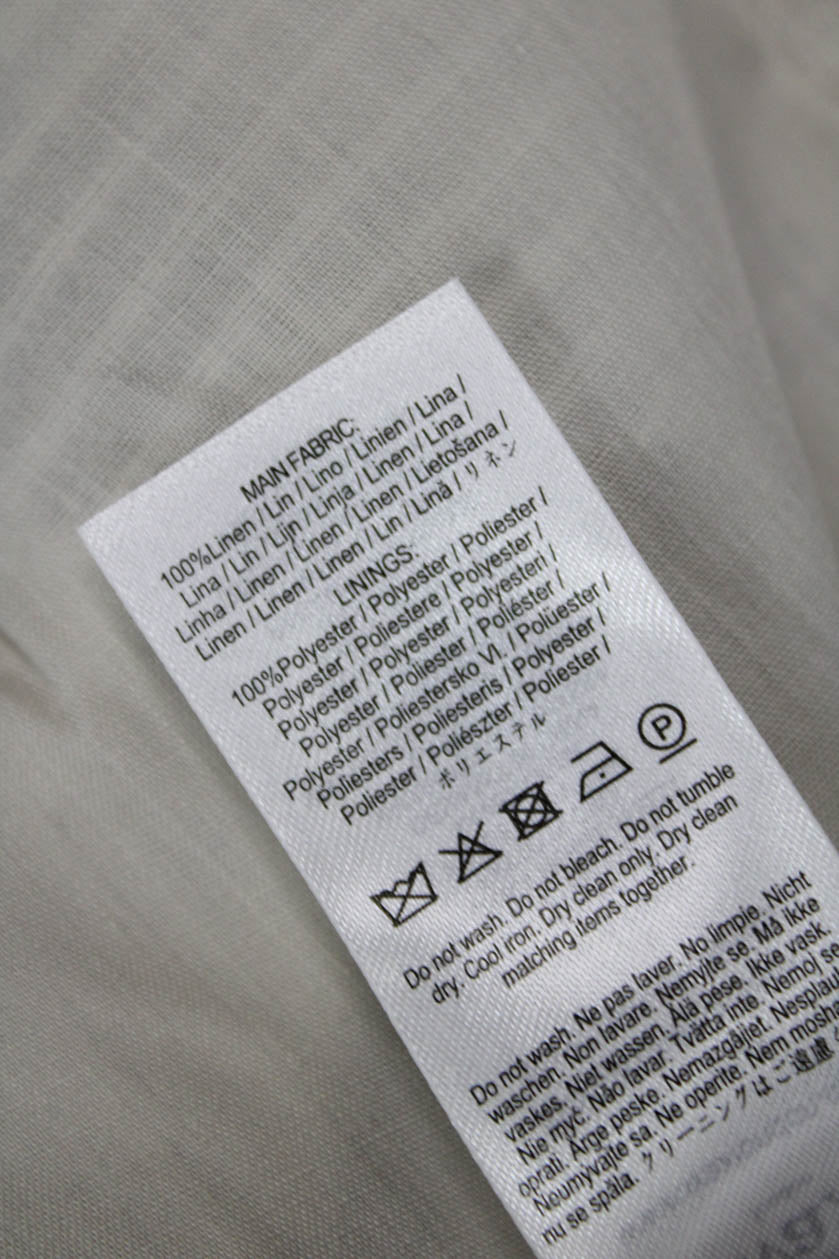 MAIN FABRIC:
100%Linen / Lin / Lino / Linien / Lina /
Lina / Lin / Lijn / Linja / Linen / Lina /
Linha / Linen / Linen / Linen / Lietošana /
Linen / Linen / Linen / Lin / Lină / リネン
LININGS:
100%Polyester / Polyester / Poliester /
Polyester / Poliestere / Polyester /
Polyester / Polyester / Polyesteri /
Polyester / Poliester / Poliéster /
Polyester / Poliestersko Vl. / Polüester /
Poliesters / Poliesteris / Polyester /
Poliester / Poliészter / Poliester /
ポリエステル
P
Do not wash. Do not bleach. Do not tumble
dry. Cool iron. Dry clean only. Dry clean
matching items together.
Do not wash. Ne pas laver. No limpie. Nicht
waschen. Non lavare. Nemyjte se. Må ikke
vaskes. Niet wassen. Älä pese. Ikke vask.
Nie myć. Não lavar. Tvätta inte. Nemoj se
oprati. Ärge peske. Nemazgājiet.
Neumývajte sa. Ne operite. Nem
nu se spăla. クリーニングはご遠慮